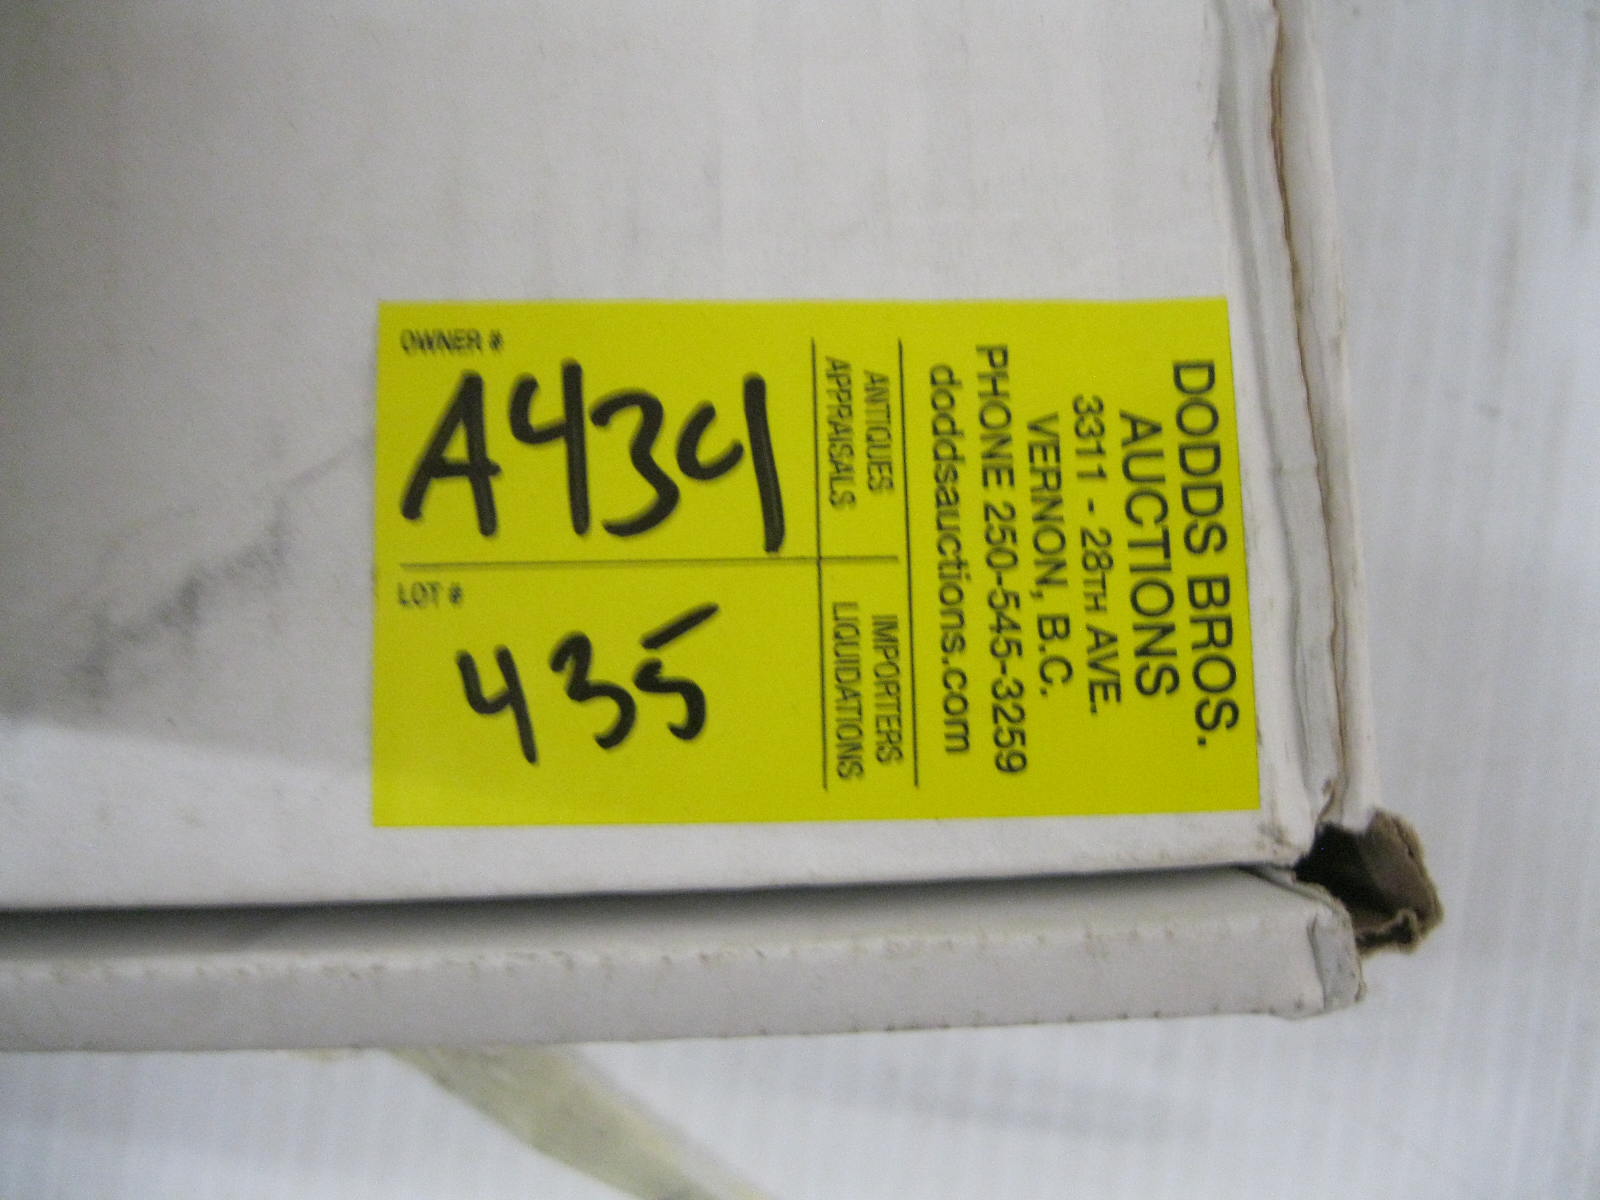 DODDS BROS.
AUCTIONS
3311 - 28TH AVE.
VERNON, B.C.
PHONE 250-545-3259
doddsauctions.com
ANTIQUES
APPRAISALS
IMPORTERS
LIQUIDATIONS
OWNER #
A434
LOT #
435